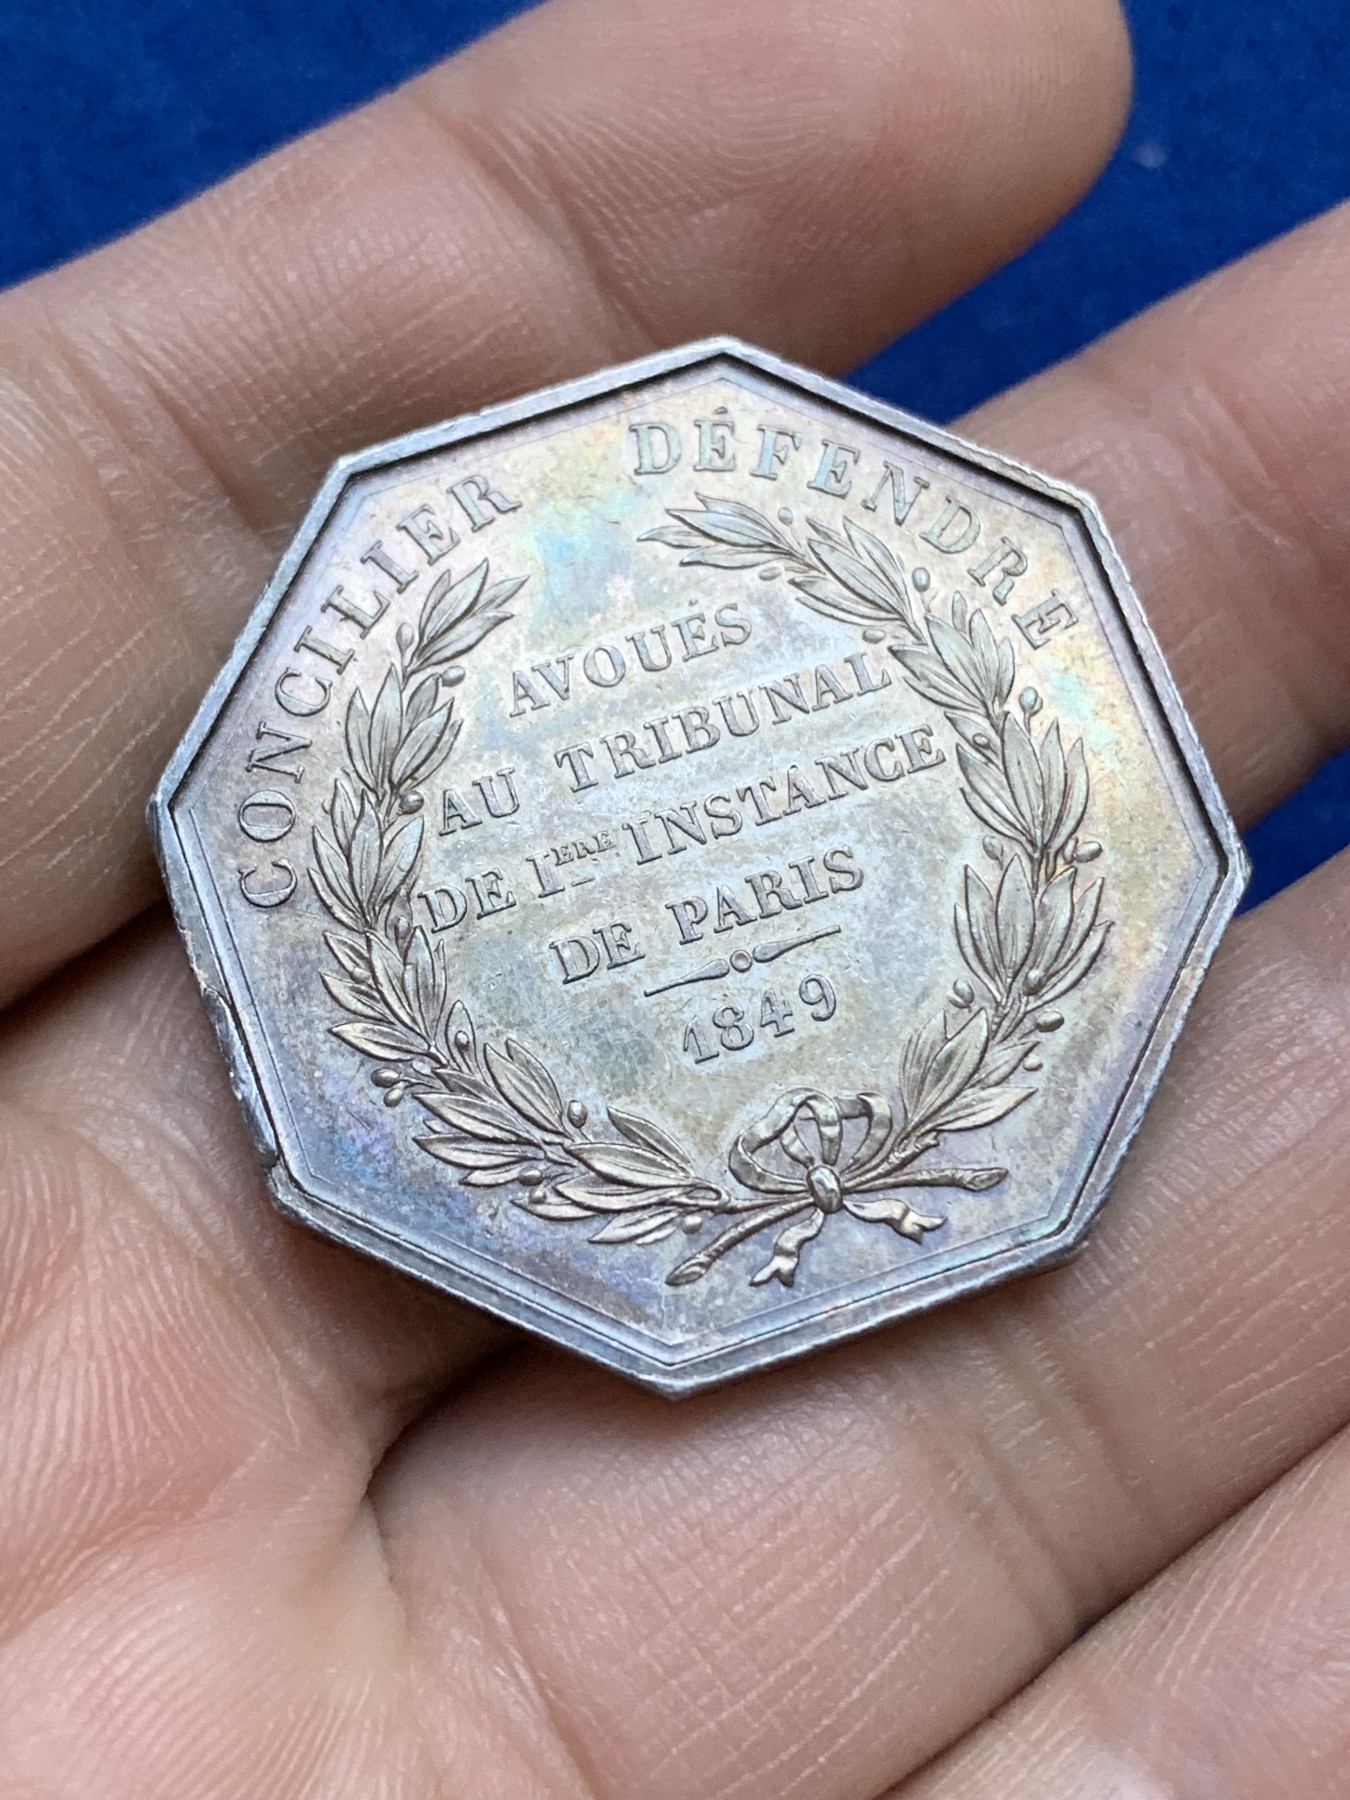 CONCILIER DÉFENDRE
AVOUÉS
AU TRIBUNAL
DE 1ERE INSTANCE
DE PARIS
1849